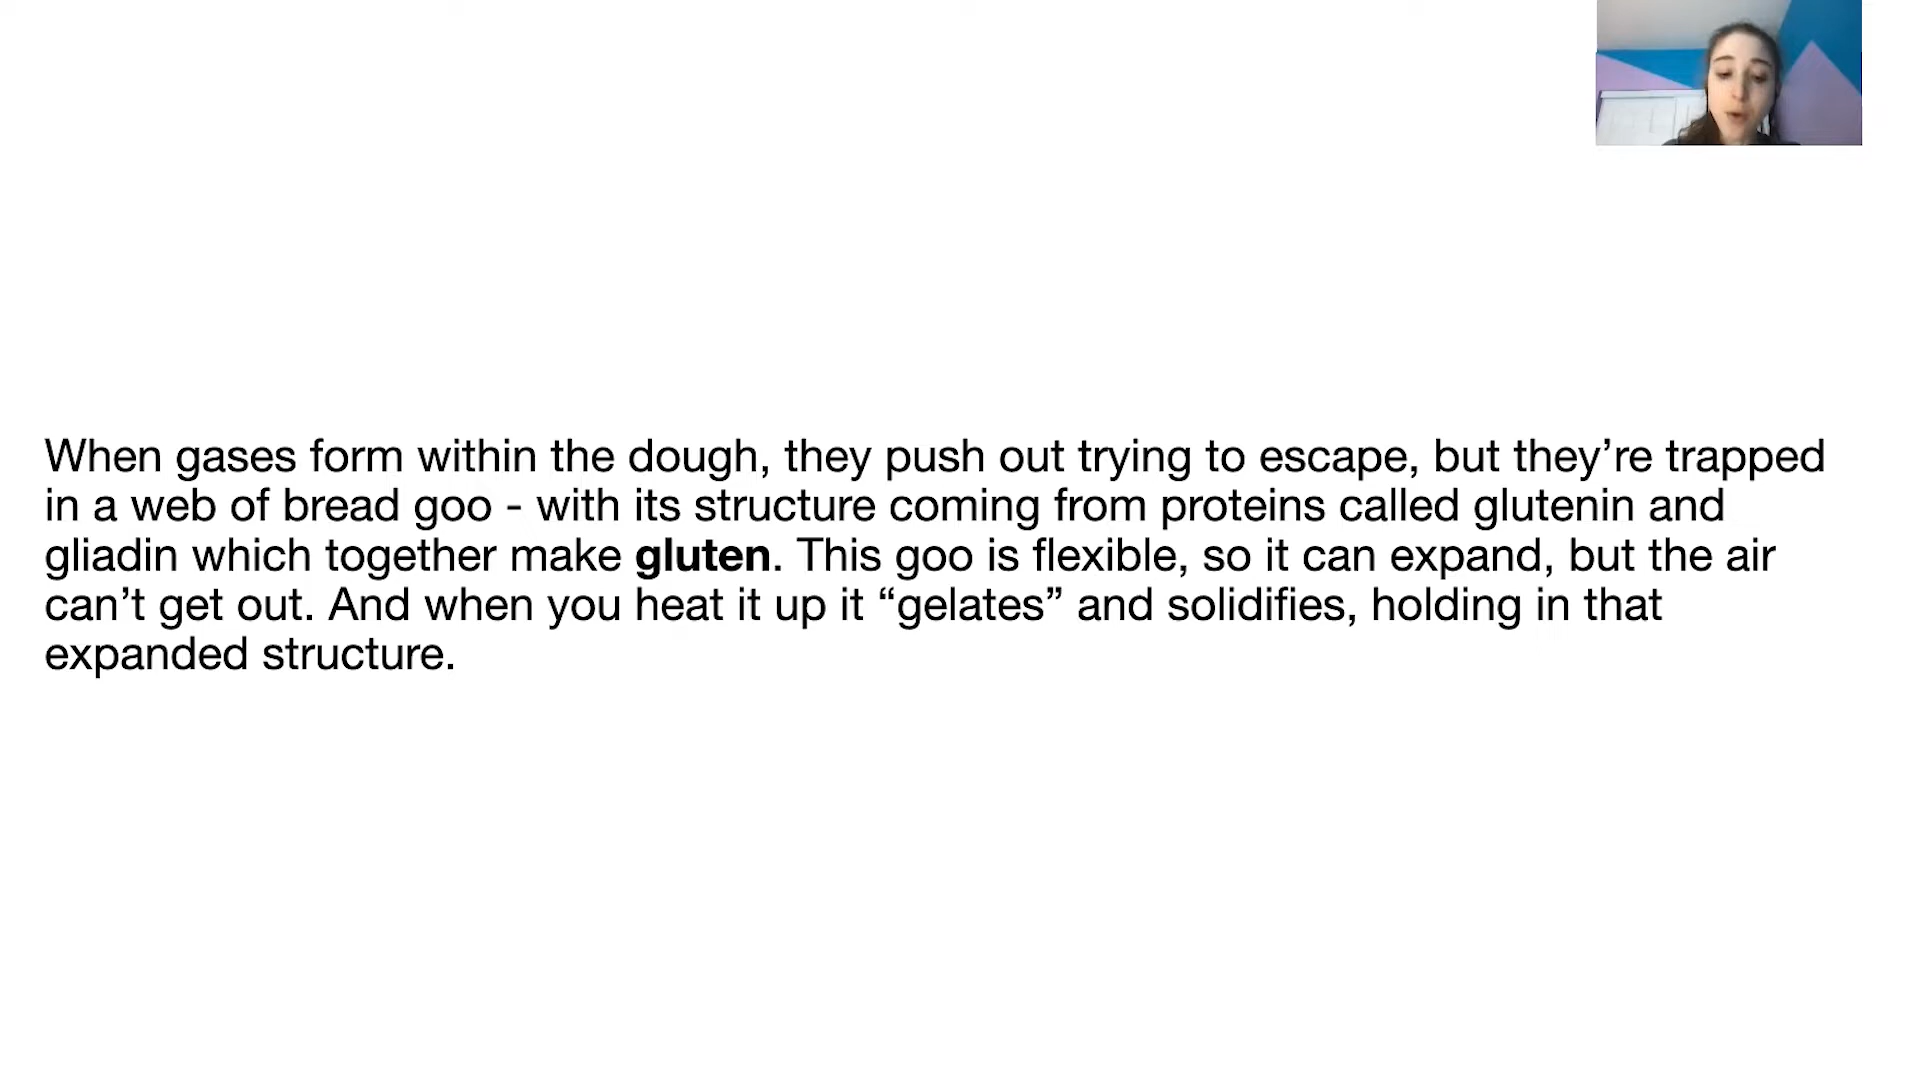 When gases form within the dough, they push out trying to escape, but they’re trapped
in a web of bread goo - with its structure coming from proteins called glutenin and
gliadin which together make gluten. This goo is flexible, so it can expand, but the air
can’t get out. And when you heat it up it “gelates” and solidifies, holding in that
expanded structure.